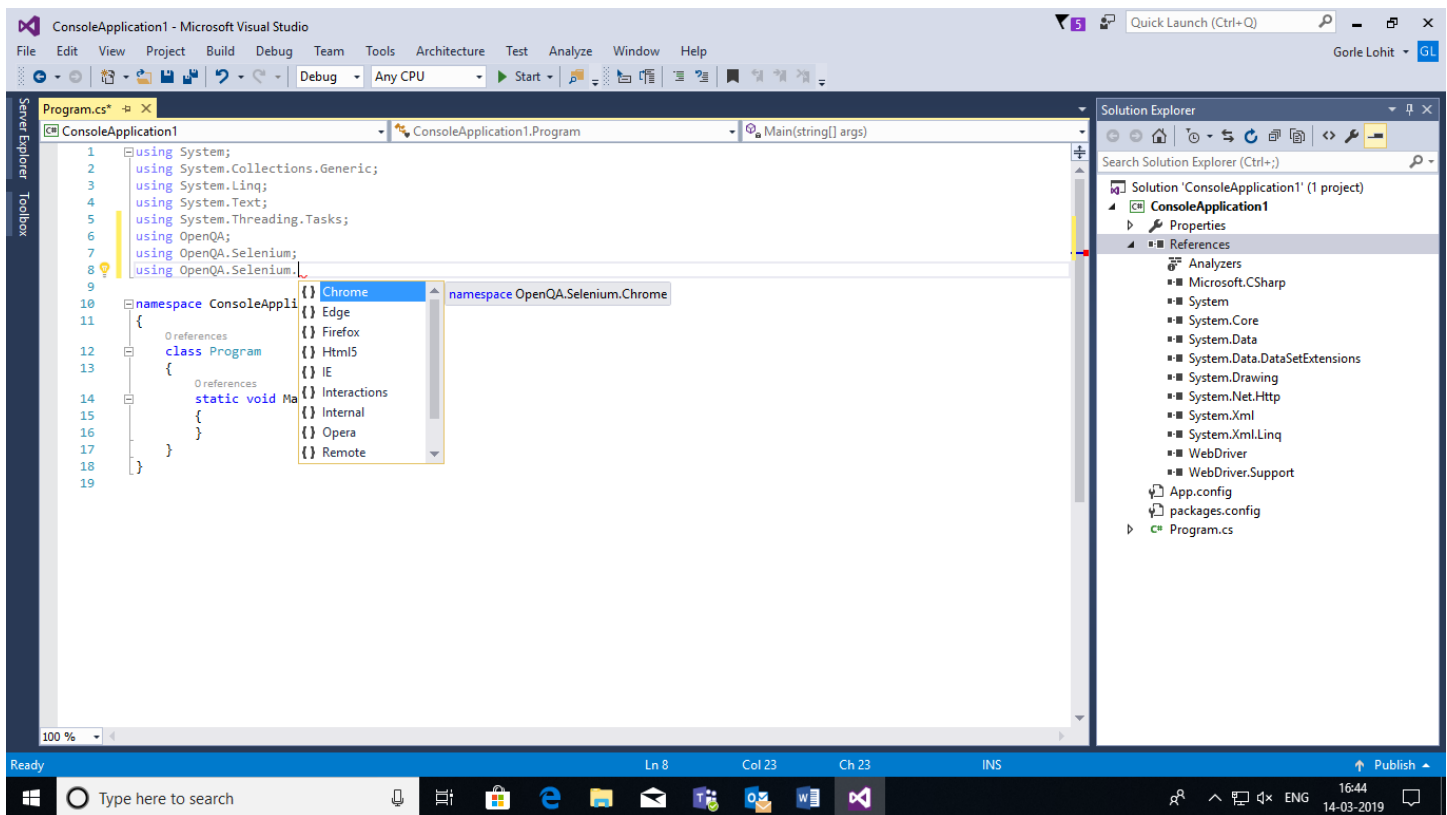 ConsoleApplication1 - Microsoft Visual Studio
5
Quick Launch (Ctrl+Q)
File Edit View Project Build Debug Team Tools Architecture Test Analyze Window Help
Gorle Lohit GL
Debug Any CPU Start
Server Explorer
Toolbox
Program.cs*
ConsoleApplication1 ConsoleApplication1.Program Main(string[] args)
1 using System;
2 using System.Collections.Generic;
3 using System.Linq;
4 using System.Text;
5 using System.Threading.Tasks;
6 using OpenQA;
7 using OpenQA.Selenium;
8 using OpenQA.Selenium.
9
10 namespace ConsoleAppli
11 {
0 references
12 class Program
13 {
0 references
14 static void Ma
15 {
16 }
17 }
18 }
19
{} Chrome
{} Edge
{} Firefox
{} Html5
{} IE
{} Interactions
{} Internal
{} Opera
{} Remote
namespace OpenQA.Selenium.Chrome
100 %
Solution Explorer
Search Solution Explorer (Ctrl+;)
Solution 'ConsoleApplication1' (1 project)
C# ConsoleApplication1
Properties
References
Analyzers
Microsoft.CSharp
System
System.Core
System.Data
System.Data.DataSetExtensions
System.Drawing
System.Net.Http
System.Xml
System.Xml.Linq
WebDriver
WebDriver.Support
App.config
packages.config
C# Program.cs
Ready Ln 8 Col 23 Ch 23 INS Publish
Type here to search
ENG
16:44
14-03-2019